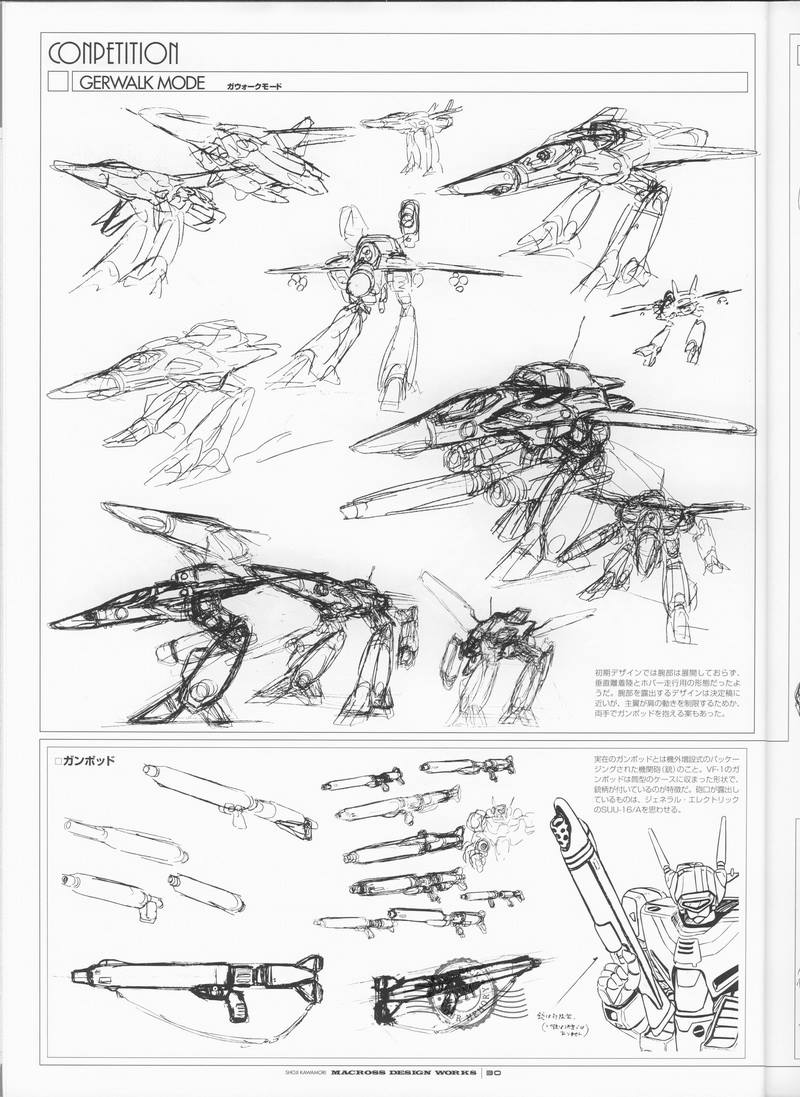 CONPETITION
GERWALK MODE ガウォークモード
初期デザインでは腕部は展開しておらず、
垂直離着陸とホバー走行用の形態だったよ
うだ。腕部を露出するデザインは決定稿に
近いが、主翼が肩の動きを制限するためか、
両手でガンポッドを抱える案もあった。
□ガンポッド
実在のガンポッドとは機外増設式のパッケー
ジングされた機関砲(銃)のこと。VF-1のガ
ンポッドは筒型のケースに収まった形状で、
銃柄が付いているのが特徴だ。砲口が露出し
ているものは、ジェネラル・エレクトリック
のSUU-16/Aを思わせる。
SHOJI KAWAMORI MACROSS DESIGN WORKS 30